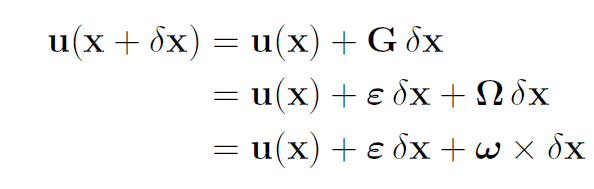 u(x + δx) = u(x) + G δx
= u(x) + ε δx + Ω δx
= u(x) + ε δx + ω × δx